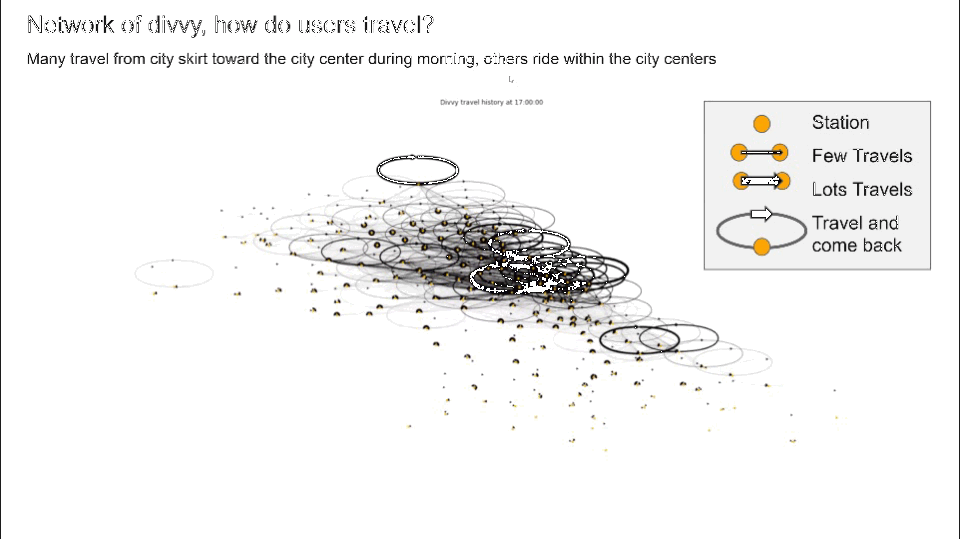 Network of divvy, how do users travel?
Many travel from city skirt toward the city center during morning, others ride within the city centers
Divvy travel history at 17:00:00
Station
Few Travels
Lots Travels
Travel and
come back